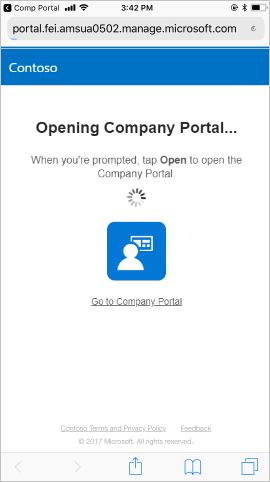 Comp Portal 3:42 PM
portal.fei.amsua0502.manage.microsoft.com
Contoso
Opening Company Portal...
When you're prompted, tap Open to open the
Company Portal
Go to Company Portal
Contoso Terms and Privacy Policy Feedback
© 2017 Microsoft. All rights reserved.